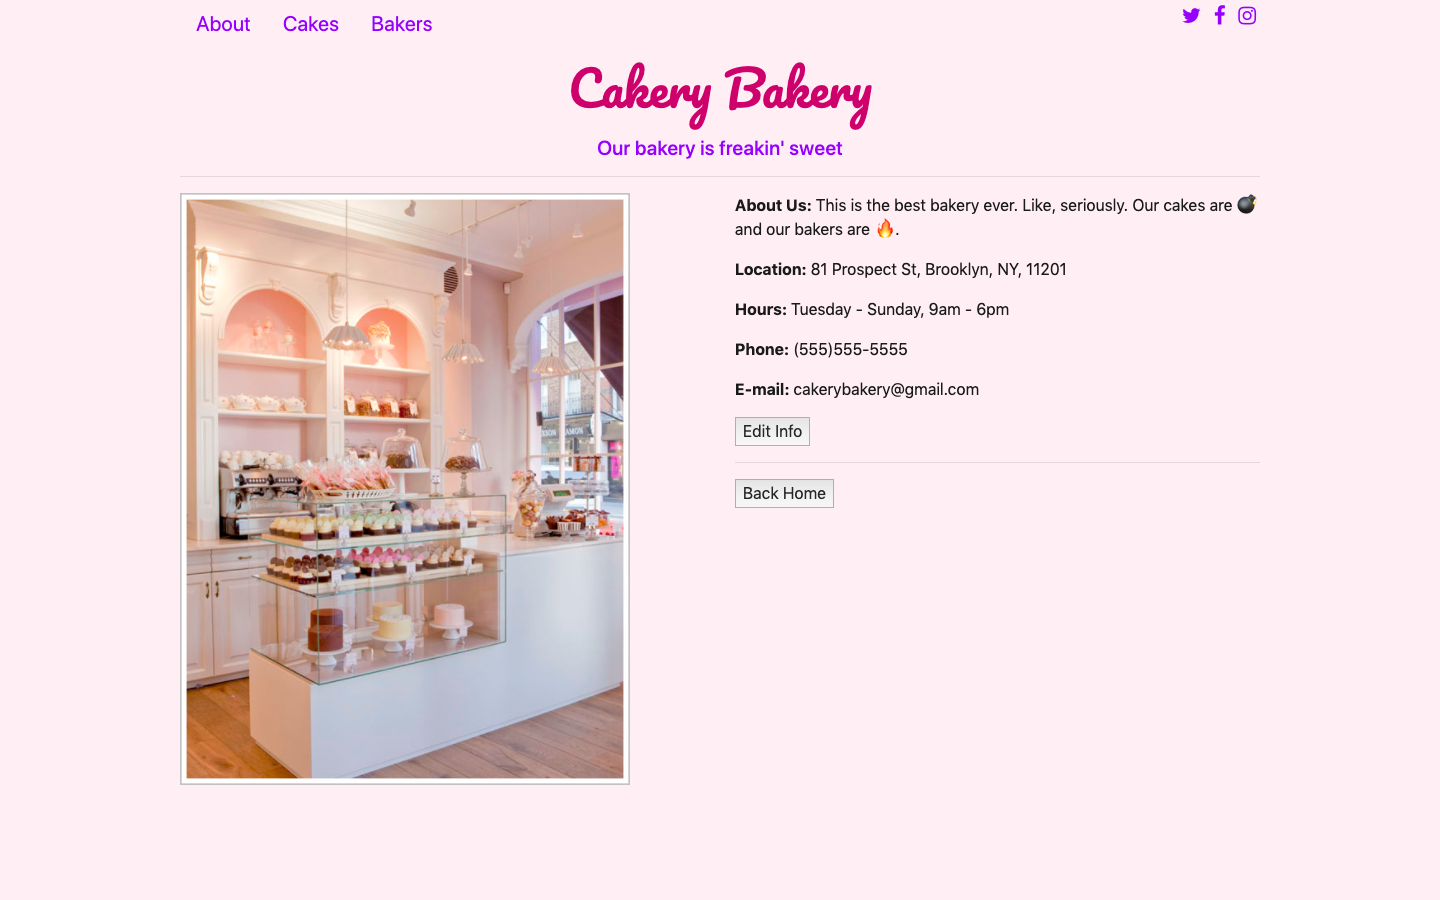 About Cakes Bakers
Cakery Bakery
Our bakery is freakin' sweet
About Us: This is the best bakery ever. Like, seriously. Our cakes are 💣
and our bakers are 🔥.
Location: 81 Prospect St, Brooklyn, NY, 11201
Hours: Tuesday - Sunday, 9am - 6pm
Phone: (555)555-5555
E-mail: cakerybakery@gmail.com
Edit Info
Back Home